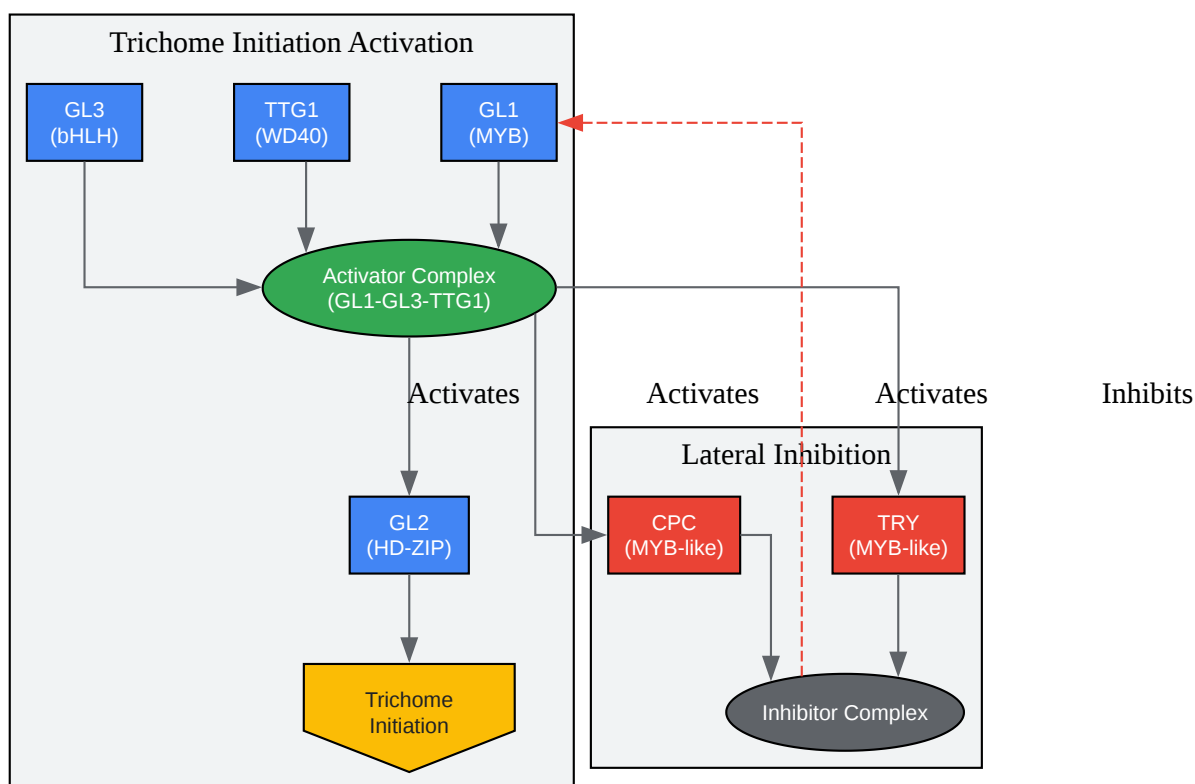 Trichome Initiation Activation
GL3
(bHLH)
TTG1
(WD40)
GL1
(MYB)
Activator Complex
(GL1-GL3-TTG1)
Activates
Activates
Activates
Inhibits
Lateral Inhibition
GL2
(HD-ZIP)
CPC
(MYB-like)
TRY
(MYB-like)
Trichome
Initiation
Inhibitor Complex